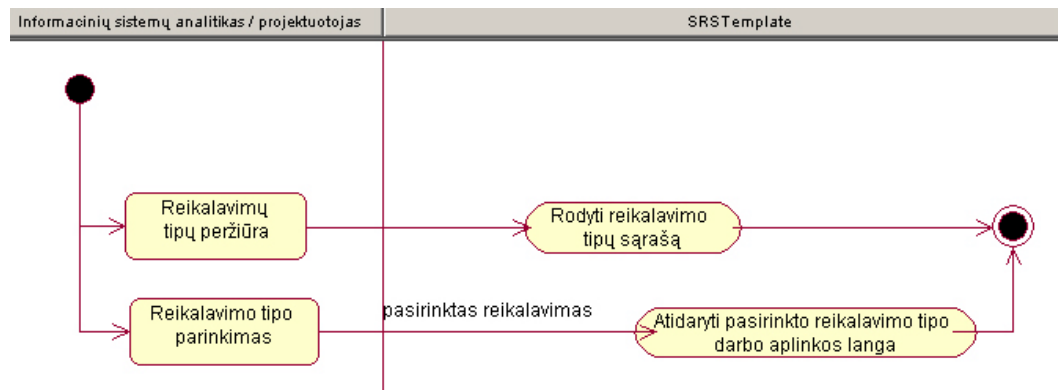 Informacinių sistemų analitikas / projektuotojas
SRSTemplate
Reikalavimų
tipų peržiūra
Rodyti reikalavimo
tipų sąrašą
Reikalavimo tipo
parinkimas
pasirinktas reikalavimas
Atidaryti pasirinkto reikalavimo tipo
darbo aplinkos langa